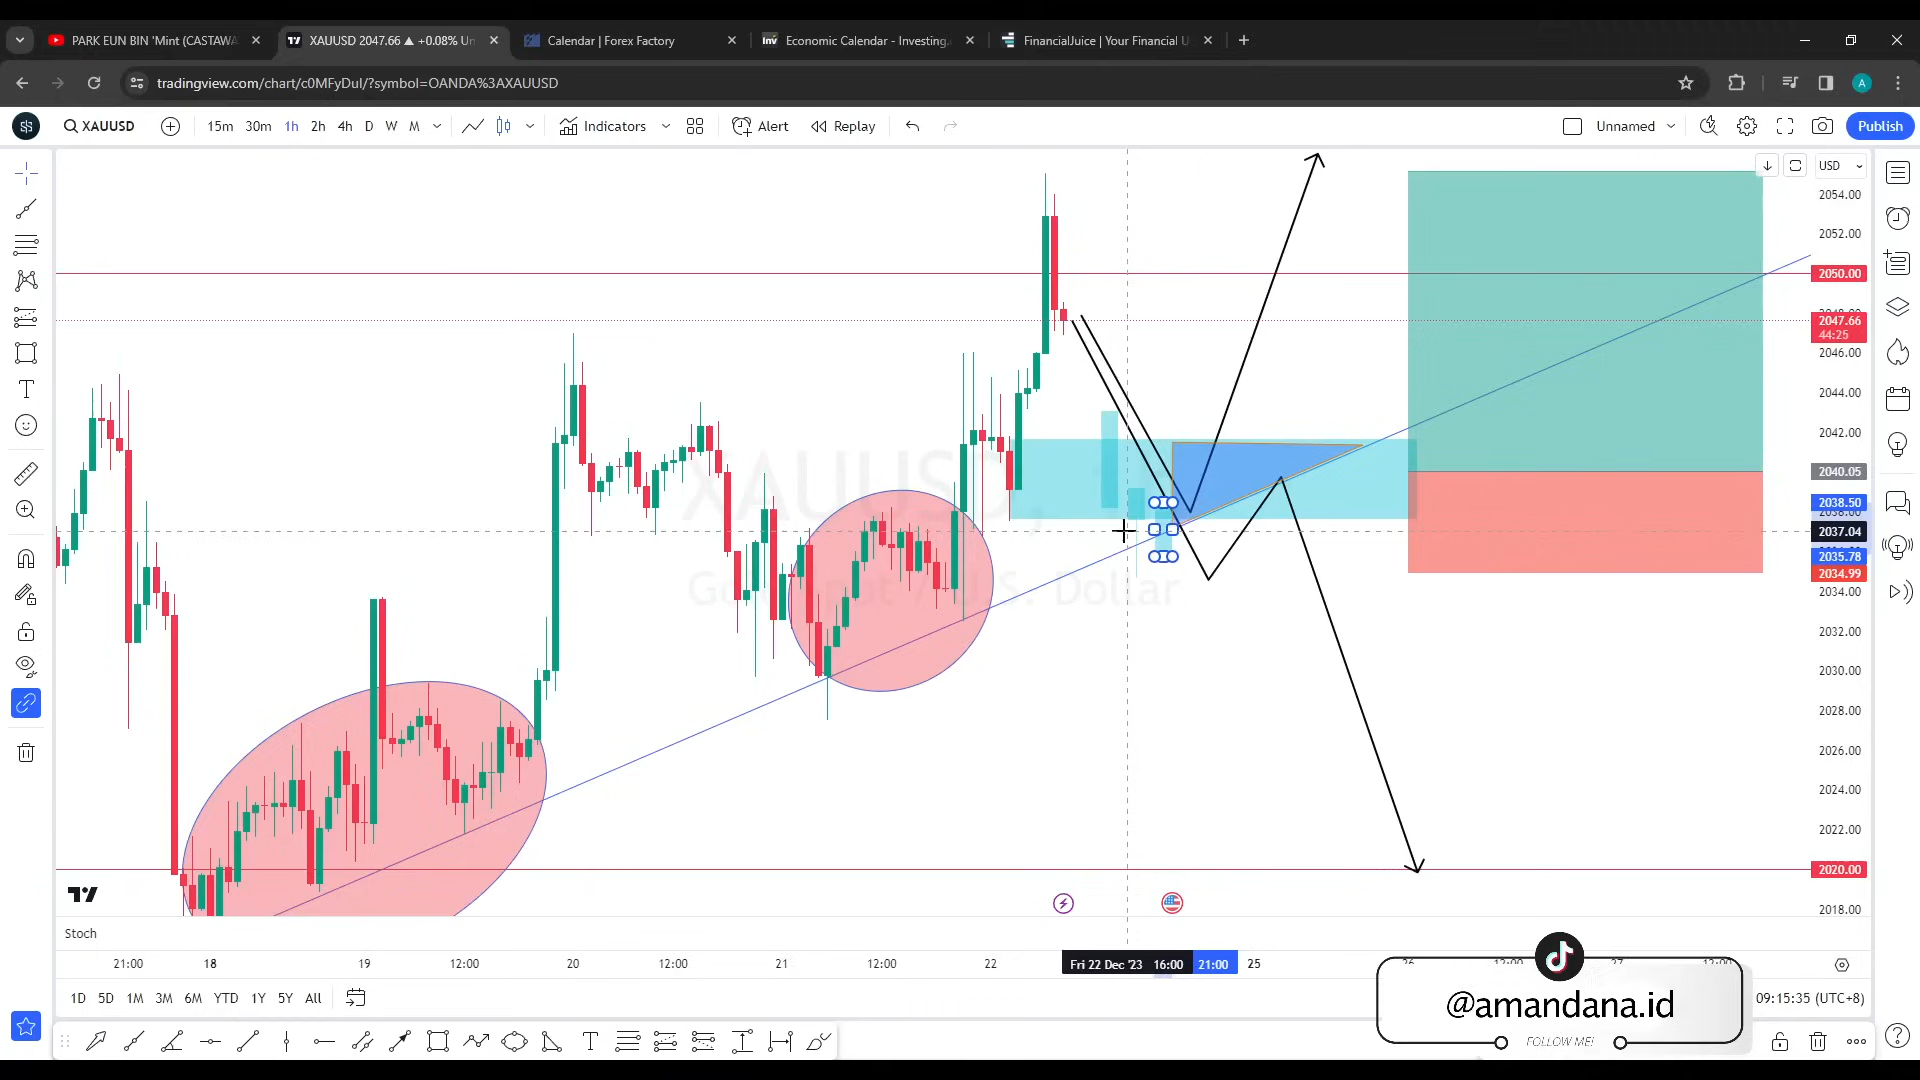 PARK EUN BIN 'Mint (CASTAWA
XAUUSD 2047.66 ▲ +0.08% Un
Calendar | Forex Factory
Inv
Economic Calendar - Investing.
FinancialJuice | Your Financial U
tradingview.com/chart/c0MFyDul/?symbol=OANDA%3AXAUUSD
A
XAUUSD
15m 30m 1h 2h 4h D W M
Indicators
Alert
Replay
Unnamed
Publish
USD
2054.00
2052.00
2050.00
2047.66
44:25
2046.00
2044.00
2042.00
2040.05
2038.50
2037.04
2035.78
2034.99
2034.00
2032.00
2030.00
2028.00
2026.00
2024.00
2022.00
2020.00
2018.00
XAUUSD, 1h
Gold Spot / U.S. Dollar
Stoch
21:00 18 19 12:00 20 12:00 21 12:00 22 Fri 22 Dec '23 16:00 21:00 25
1D 5D 1M 3M 6M YTD 1Y 5Y All
09:15:35 (UTC+8)
@amandana.id
FOLLOW ME!